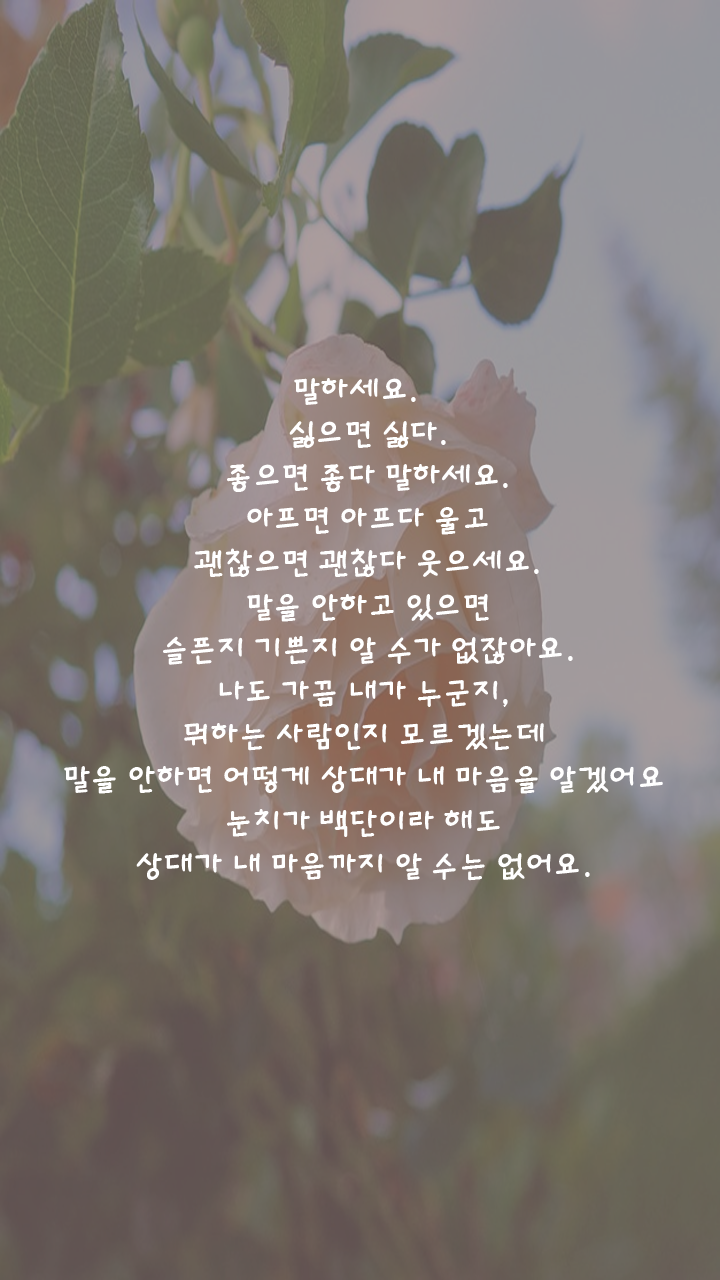 말하세요.
싫으면 싫다.
좋으면 좋다 말하세요.
아프면 아프다 울고
괜찮으면 괜찮다 웃으세요.
말을 안하고 있으면
슬픈지 기쁜지 알 수가 없잖아요.
나도 가끔 내가 누군지,
뭐하는 사람인지 모르겠는데
말을 안하면 어떻게 상대가 내 마음을 알겠어요
눈치가 백단이라 해도
상대가 내 마음까지 알 수는 없어요.